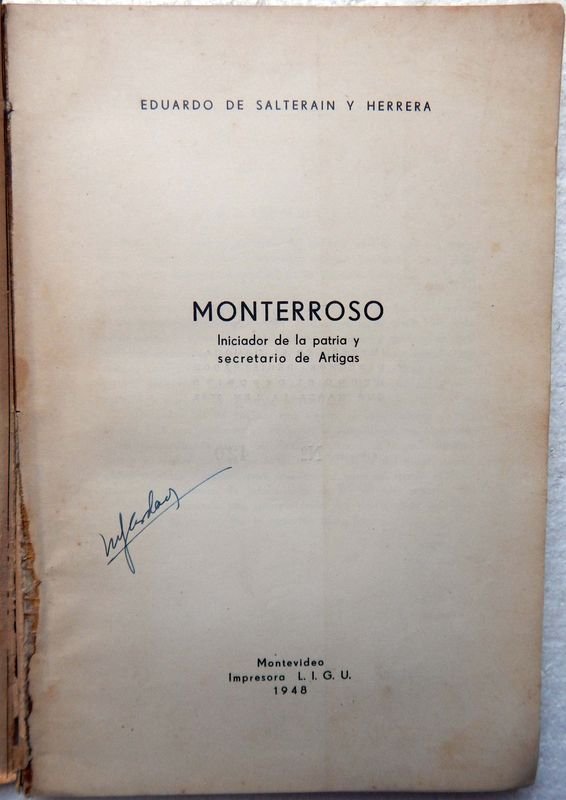 EDUARDO DE SALTERAIN Y HERRERA
MONTERROSO
Iniciador de la patria y
secretario de Artigas
Montevideo
Impresora L. I. G. U.
1948